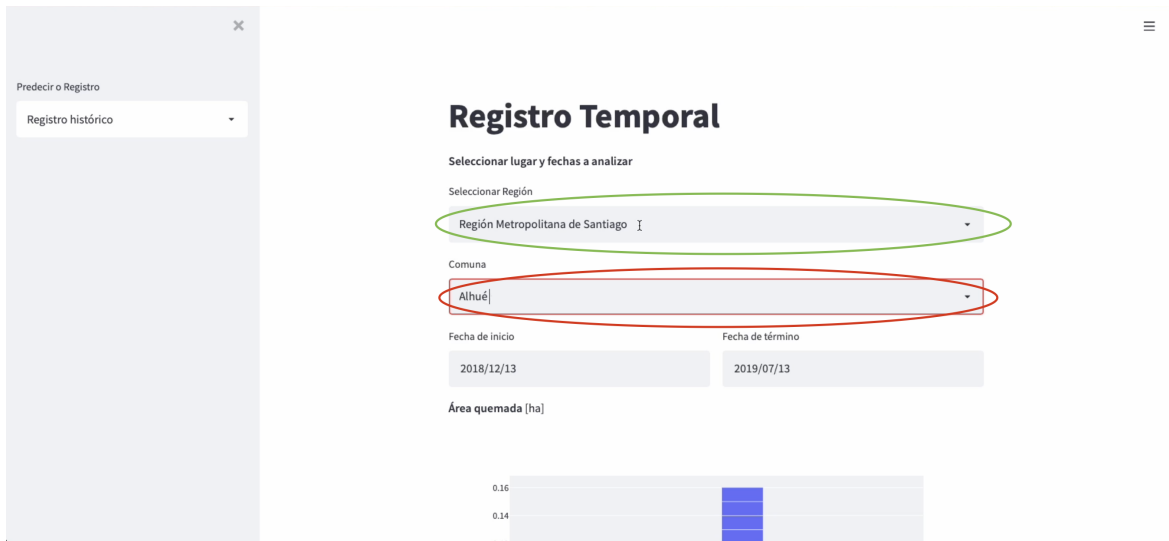 Predecir o Registro
Registro histórico
Registro Temporal
Seleccionar lugar y fechas a analizar
Seleccionar Región
Región Metropolitana de Santiago
Comuna
Alhué
Fecha de inicio
Fecha de término
2018/12/13
2019/07/13
Área quemada [ha]
0.16
0.14